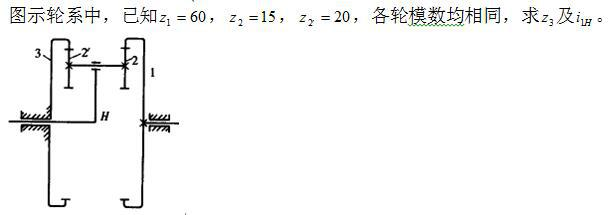 图示轮系中，已知z₁ = 60，z₂ = 15，z₂' = 20，各轮模数均相同，求z₃及i₁H。
3 2' 2 1
H